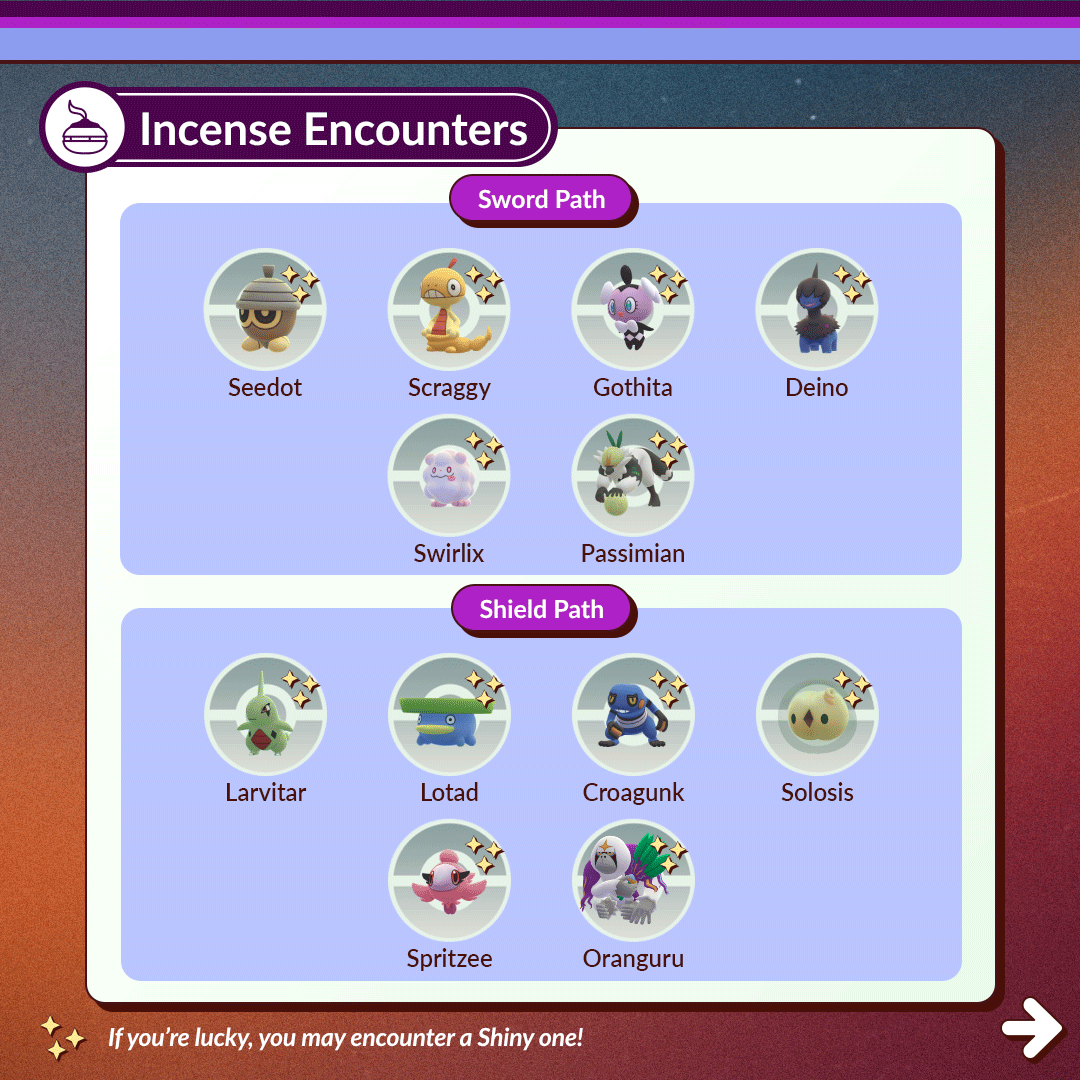 Incense Encounters
Sword Path
Seedot Scraggy Gothita Deino
Swirlix Passimian
Shield Path
Larvitar Lotad Croagunk Solosis
Spritzee Oranguru
If you're lucky, you may encounter a Shiny one!